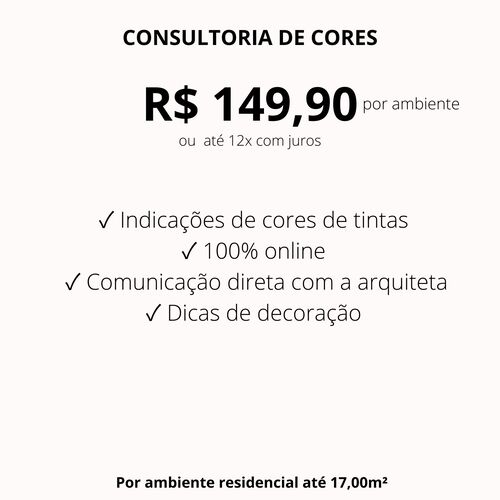 CONSULTORIA DE CORES
R$ 149,90 por ambiente
ou até 12x com juros
✓ Indicações de cores de tintas
✓ 100% online
✓ Comunicação direta com a arquiteta
✓ Dicas de decoração
Por ambiente residencial até 17,00m²